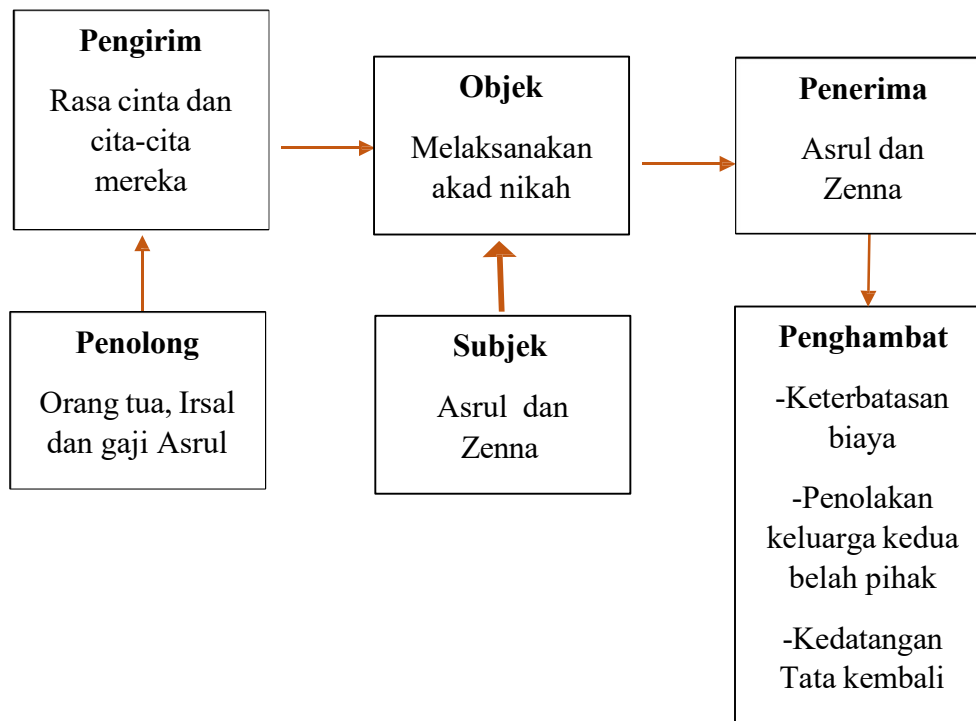 Pengirim
Rasa cinta dan
cita-cita
mereka
Objek
Melaksanakan
akad nikah
Penerima
Asrul dan
Zenna
Penolong
Orang tua, Irsal
dan gaji Asrul
Subjek
Asrul dan
Zenna
Penghambat
-Keterbatasan
biaya
-Penolakan
keluarga kedua
belah pihak
-Kedatangan
Tata kembali